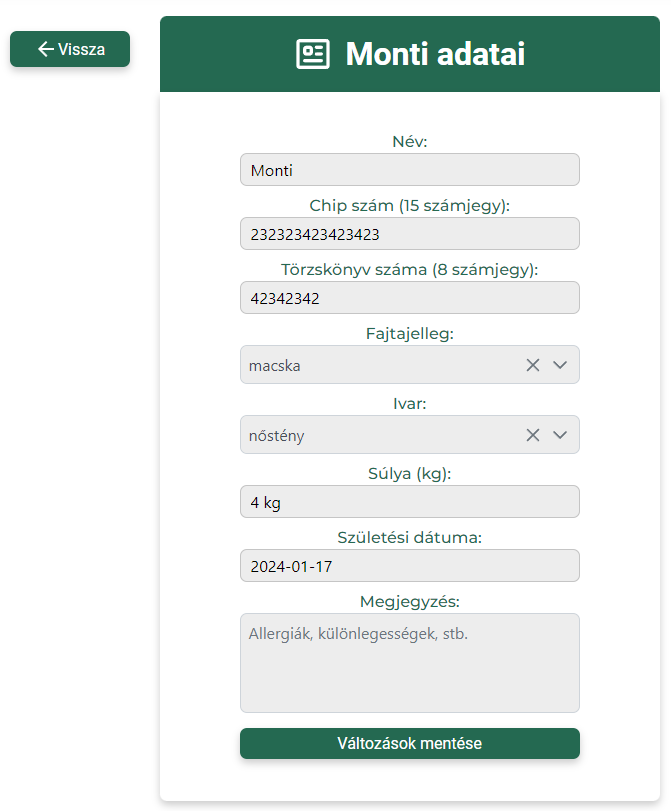 Vissza
Monti adatai
Név:
Monti
Chip szám (15 számjegy):
232323423423423
Törzskönyv száma (8 számjegy):
42342342
Fajtajelleg:
macska
Ivar:
nőstény
Súlya (kg):
4 kg
Születési dátuma:
2024-01-17
Megjegyzés:
Allergiák, különlegességek, stb.
Változások mentése